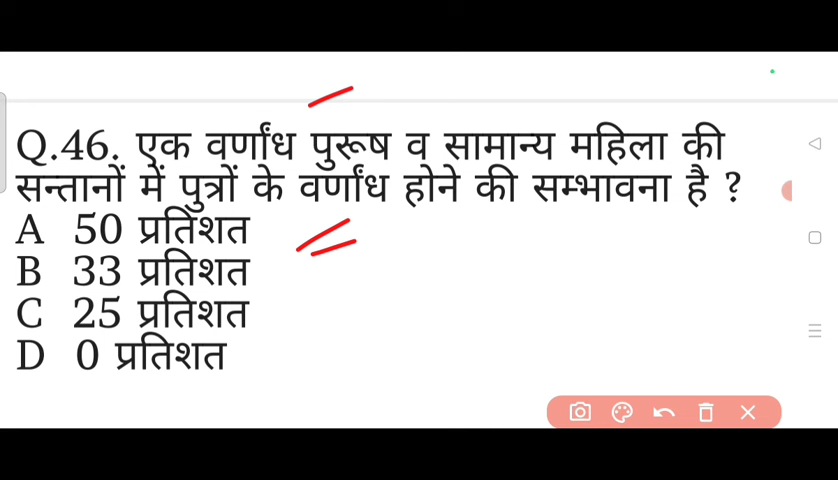 Q.46. एक वर्णांध पुरूष व सामान्य महिला की
सन्तानों में पुत्रों के वर्णांध होने की सम्भावना है ?
A 50 प्रतिशत
B 33 प्रतिशत
C 25 प्रतिशत
D 0 प्रतिशत